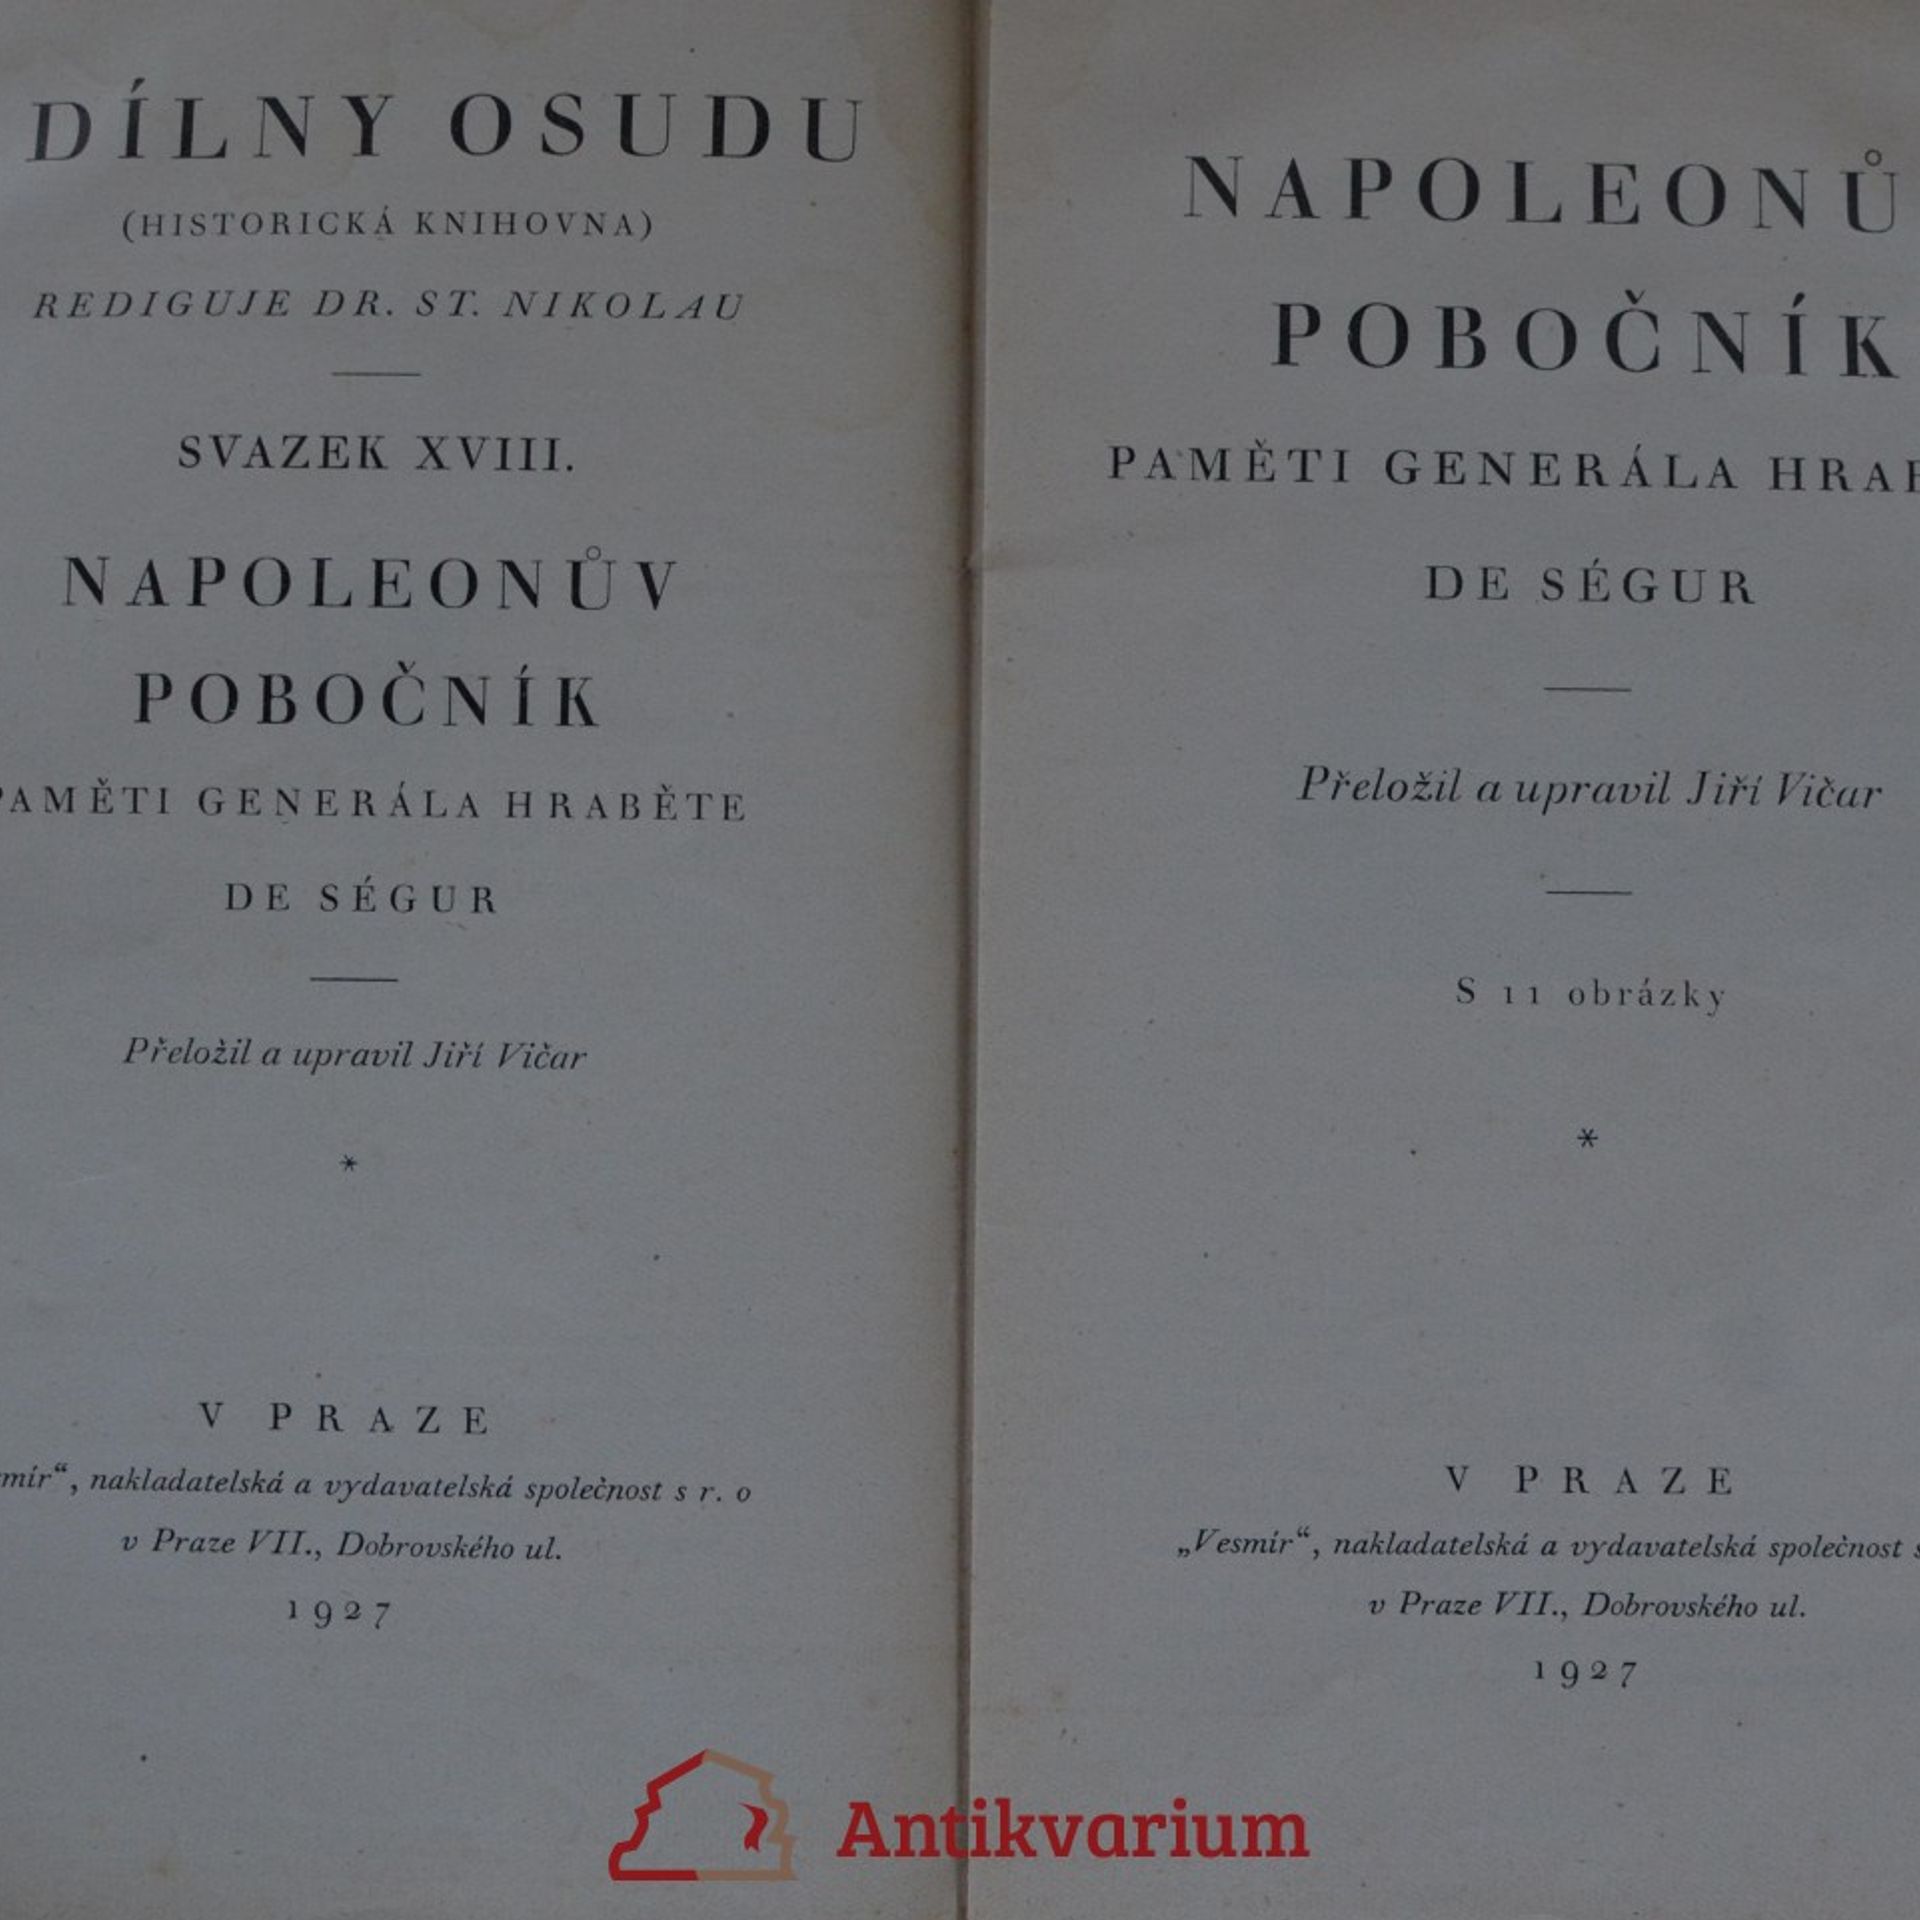 DÍLNY OSUDU
(HISTORICKÁ KNIHOVNA)
REDIGUJE DR. ST. NIKOLAU
SVAZEK XVIII.
NAPOLEONŮV
POBOČNÍK
PAMĚTI GENERÁLA HRABĚTE
DE SÉGUR
Přeložil a upravil Jiří Vičar
*
V PRAZE
mír“, nakladatelská a vydavatelská společnost s r. o
v Praze VII., Dobrovského ul.
1927
NAPOLEONŮ
POBOČNÍK
PAMĚTI GENERÁLA HRAB
DE SÉGUR
Přeložil a upravil Jiří Vičar
S 11 obrázky
*
V PRAZE
„Vesmír“, nakladatelská a vydavatelská společnost s
v Praze VII., Dobrovského ul.
1927
Antikvarium